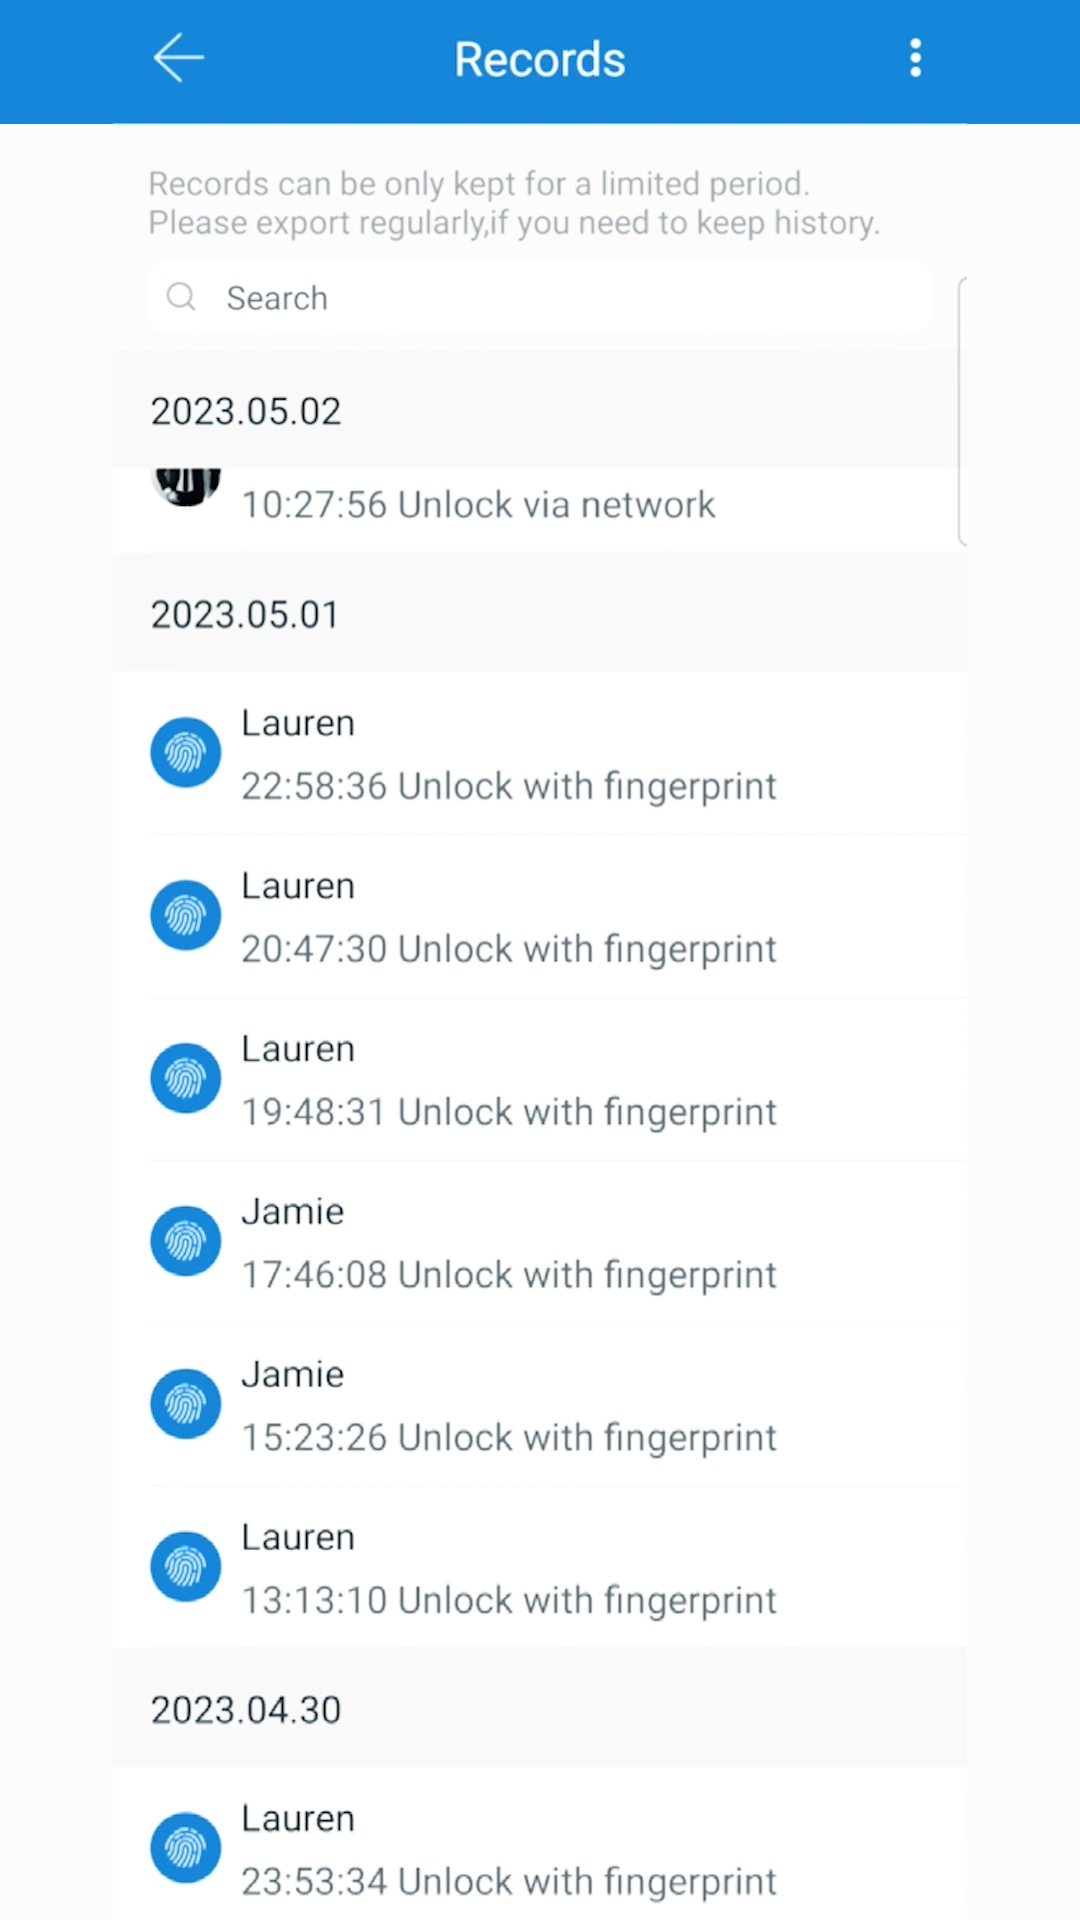 Records
Records can be only kept for a limited period.
Please export regularly,if you need to keep history.
Search
2023.05.02
10:27:56 Unlock via network
2023.05.01
Lauren
22:58:36 Unlock with fingerprint
Lauren
20:47:30 Unlock with fingerprint
Lauren
19:48:31 Unlock with fingerprint
Jamie
17:46:08 Unlock with fingerprint
Jamie
15:23:26 Unlock with fingerprint
Lauren
13:13:10 Unlock with fingerprint
2023.04.30
Lauren
23:53:34 Unlock with fingerprint